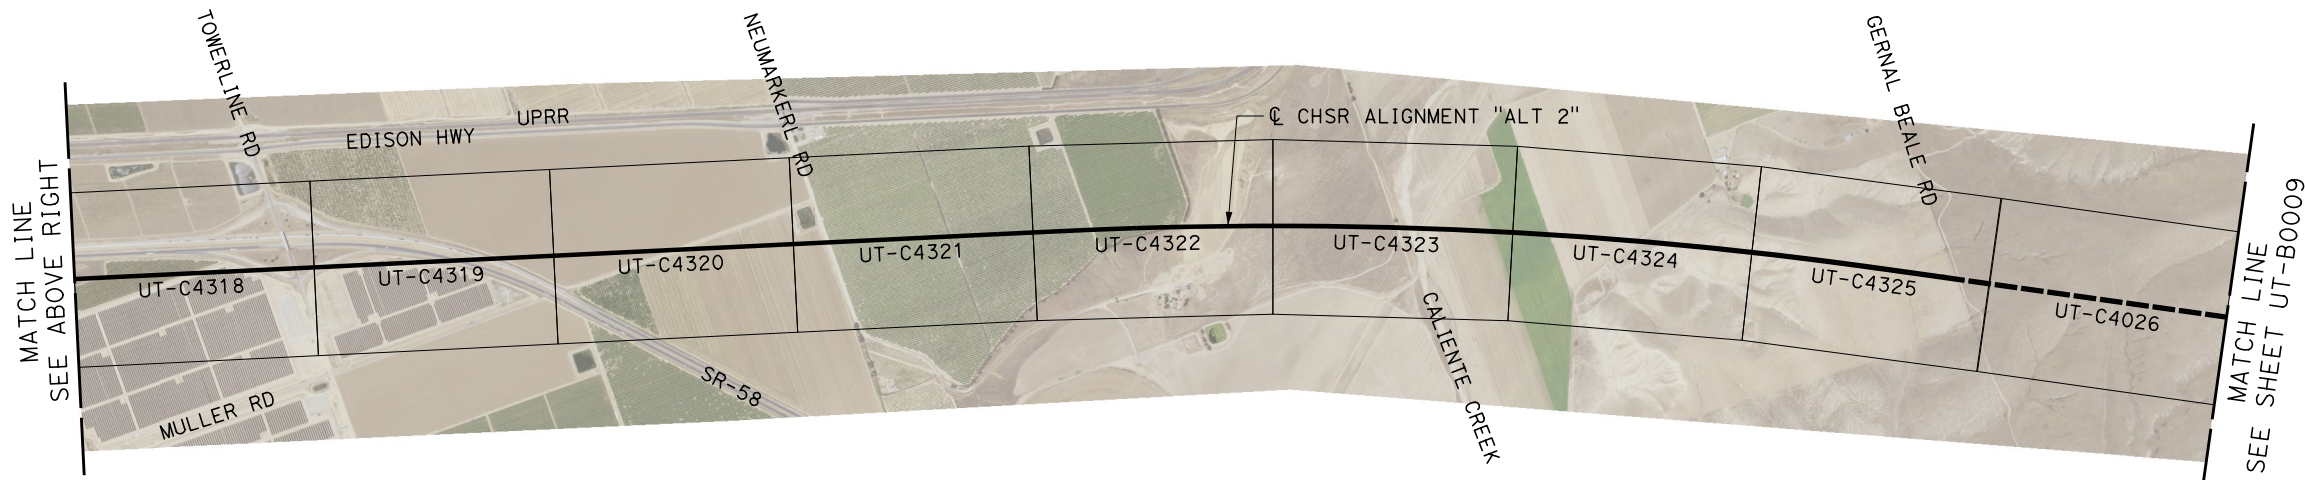 TOWERLINE RD
NEUMARKERL RD
GERNAL BEALE RD
UPRR
EDISON HWY
℄ CHSR ALIGNMENT "ALT 2"
MATCH LINE
SEE ABOVE RIGHT
UT-C4318
UT-C4319
UT-C4320
UT-C4321
UT-C4322
UT-C4323
UT-C4324
UT-C4325
UT-C4026
MATCH LINE
SEE SHEET UT-B0009
CALIENTE CREEK
SR-58
MULLER RD